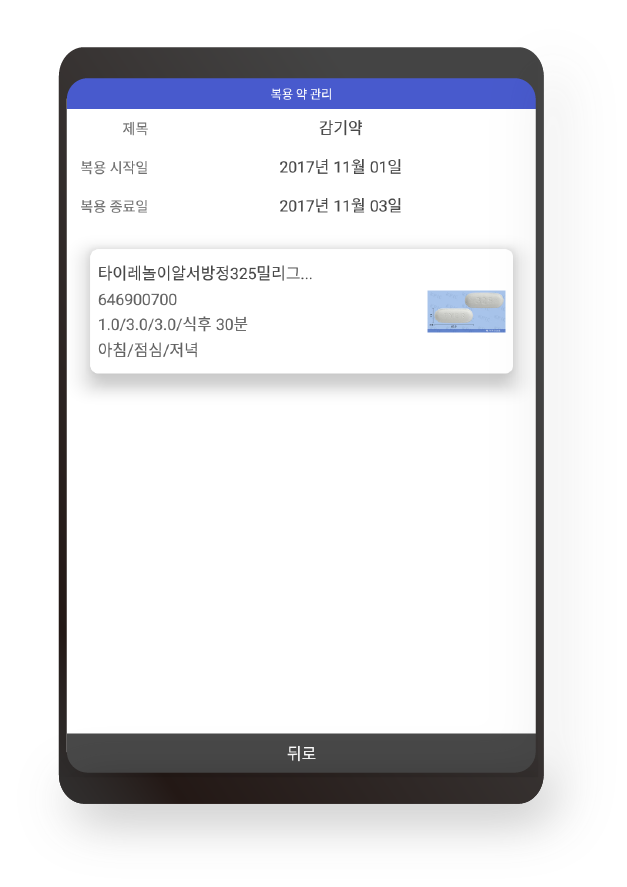 복용 약 관리
제목 감기약
복용 시작일 2017년 11월 01일
복용 종료일 2017년 11월 03일
타이레놀이알서방정325밀리그...
646900700
1.0/3.0/3.0/식후 30분
아침/점심/저녁
뒤로